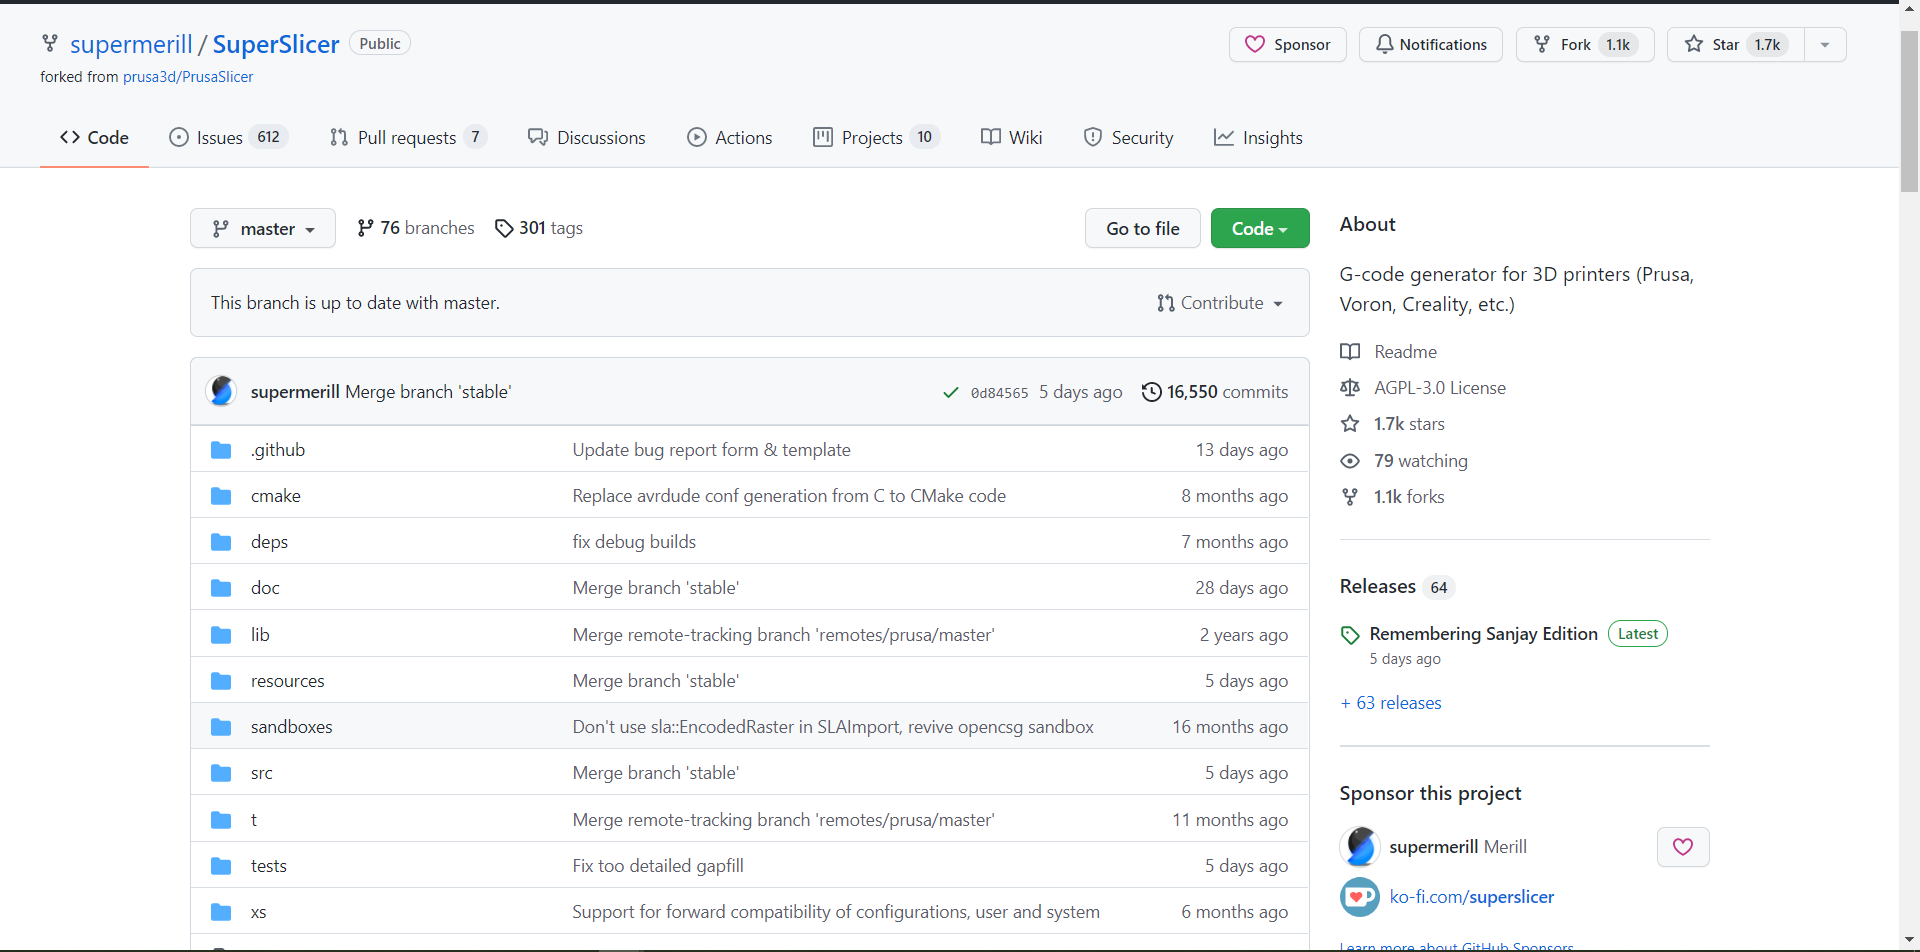 supermerill / SuperSlicer Public
Sponsor Notifications Fork 1.1k Star 1.7k
forked from prusa3d/PrusaSlicer
Code Issues 612 Pull requests 7 Discussions Actions Projects 10 Wiki Security Insights
master 76 branches 301 tags Go to file Code
This branch is up to date with master. Contribute
supermerill Merge branch 'stable' 0d84565 5 days ago 16,550 commits
.github Update bug report form & template 13 days ago
cmake Replace avrdude conf generation from C to CMake code 8 months ago
deps fix debug builds 7 months ago
doc Merge branch 'stable' 28 days ago
lib Merge remote-tracking branch 'remotes/prusa/master' 2 years ago
resources Merge branch 'stable' 5 days ago
sandboxes Don't use sla::EncodedRaster in SLAImport, revive opencsg sandbox 16 months ago
src Merge branch 'stable' 5 days ago
t Merge remote-tracking branch 'remotes/prusa/master' 11 months ago
tests Fix too detailed gapfill 5 days ago
xs Support for forward compatibility of configurations, user and system 6 months ago
About
G-code generator for 3D printers (Prusa,
Voron, Creality, etc.)
Readme
AGPL-3.0 License
1.7k stars
79 watching
1.1k forks
Releases 64
Remembering Sanjay Edition Latest
5 days ago
+ 63 releases
Sponsor this project
supermerill Merill
ko-fi.com/superslicer
Learn more about GitHub Sponsors